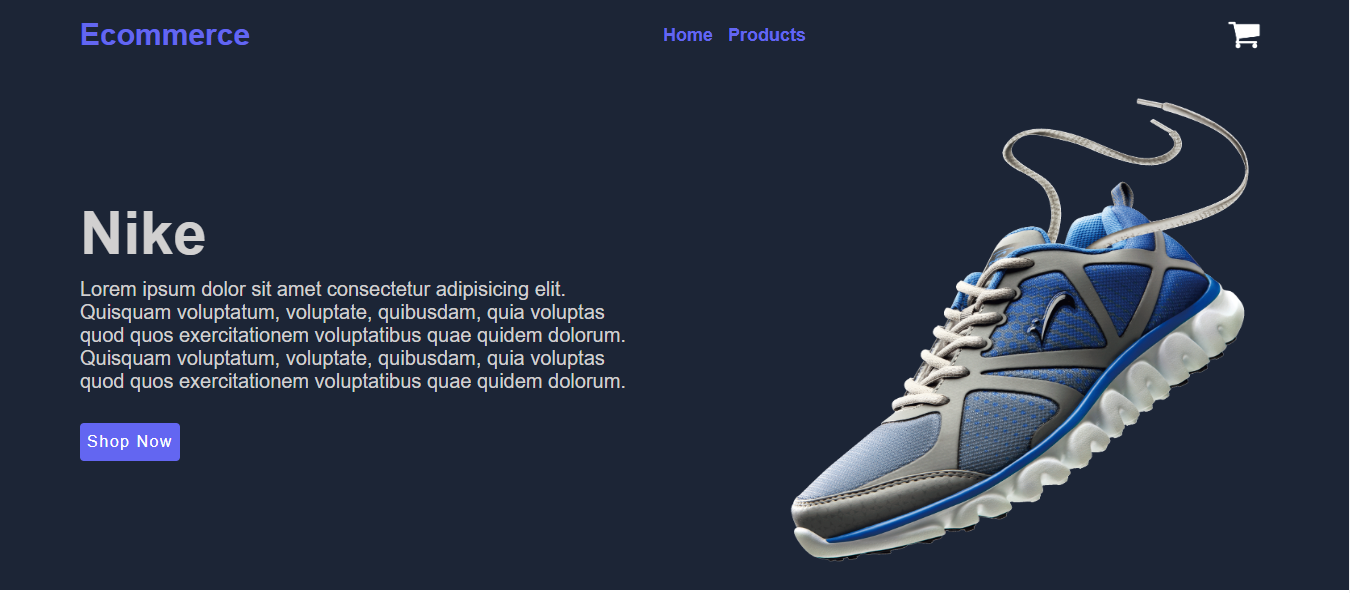 Ecommerce
Home Products
Nike
Lorem ipsum dolor sit amet consectetur adipisicing elit.
Quisquam voluptatum, voluptate, quibusdam, quia voluptas
quod quos exercitationem voluptatibus quae quidem dolorum.
Quisquam voluptatum, voluptate, quibusdam, quia voluptas
quod quos exercitationem voluptatibus quae quidem dolorum.
Shop Now